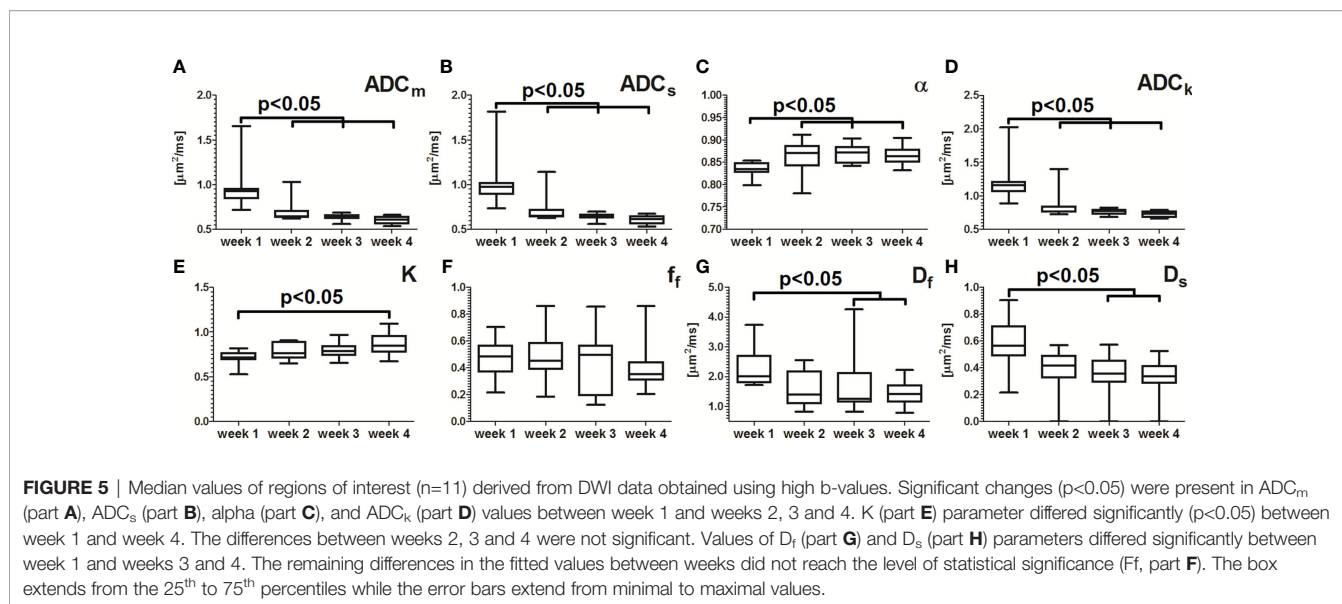 A
ADCm
p<0.05
[μm²/ms]
2.0
1.5
1.0
0.5
week 1 week 2 week 3 week 4
B
ADCs
p<0.05
[μm²/ms]
2.0
1.5
1.0
0.5
week 1 week 2 week 3 week 4
C
α
p<0.05
[μm²/ms]
1.00
0.95
0.90
0.85
0.80
0.75
0.70
week 1 week 2 week 3 week 4
D
ADCk
p<0.05
[μm²/ms]
2.5
2.0
1.5
1.0
0.5
week 1 week 2 week 3 week 4
E
K
p<0.05
1.5
1.0
0.5
0.0
week 1 week 2 week 3 week 4
F
ff
1.0
0.8
0.6
0.4
0.2
0.0
week 1 week 2 week 3 week 4
G
Df
p<0.05
[μm²/ms]
5.0
4.0
3.0
2.0
1.0
week 1 week 2 week 3 week 4
H
Ds
p<0.05
[μm²/ms]
1.0
0.8
0.6
0.4
0.2
0.0
week 1 week 2 week 3 week 4
FIGURE 5 | Median values of regions of interest (n=11) derived from DWI data obtained using high b-values. Significant changes (p<0.05) were present in ADCm
(part A), ADCs (part B), alpha (part C), and ADCk (part D) values between week 1 and weeks 2, 3 and 4. K (part E) parameter differed significantly (p<0.05) between
week 1 and week 4. The differences between weeks 2, 3 and 4 were not significant. Values of Df (part G) and Ds (part H) parameters differed significantly between
week 1 and weeks 3 and 4. The remaining differences in the fitted values between weeks did not reach the level of statistical significance (Ff, part F). The box
extends from the 25th to 75th percentiles while the error bars extend from minimal to maximal values.